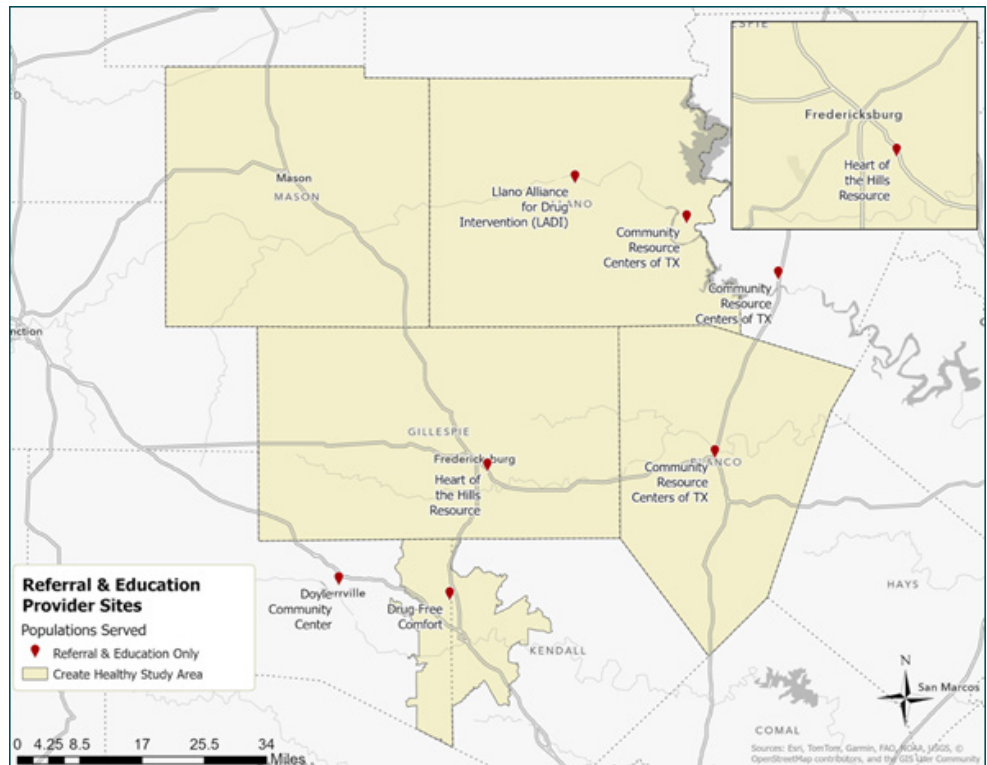 Mason
MASON
Llano Alliance
for Drug
Intervention (LADI)
LLANO
Community
Resource
Centers of TX
Community
Resource
Centers of TX
Fredericksburg
Heart of
the Hills
Resource
GILLESPIE
Fredericksburg
Heart of
the Hills
Resource
Community
Resource
Centers of TX
BLANCO
Doyle
Community
Center
Drug-Free
Comfort
KENDALL
HAYS
COMAL
San Marcos
N
Referral & Education
Provider Sites
Populations Served
Referral & Education Only
Create Healthy Study Area
0 4.25 8.5 17 25.5 34
Miles
Sources: Esri, TomTom, Garmin, FAO, NOAA, USGS, ©
OpenStreetMap contributors, and the GIS User Community